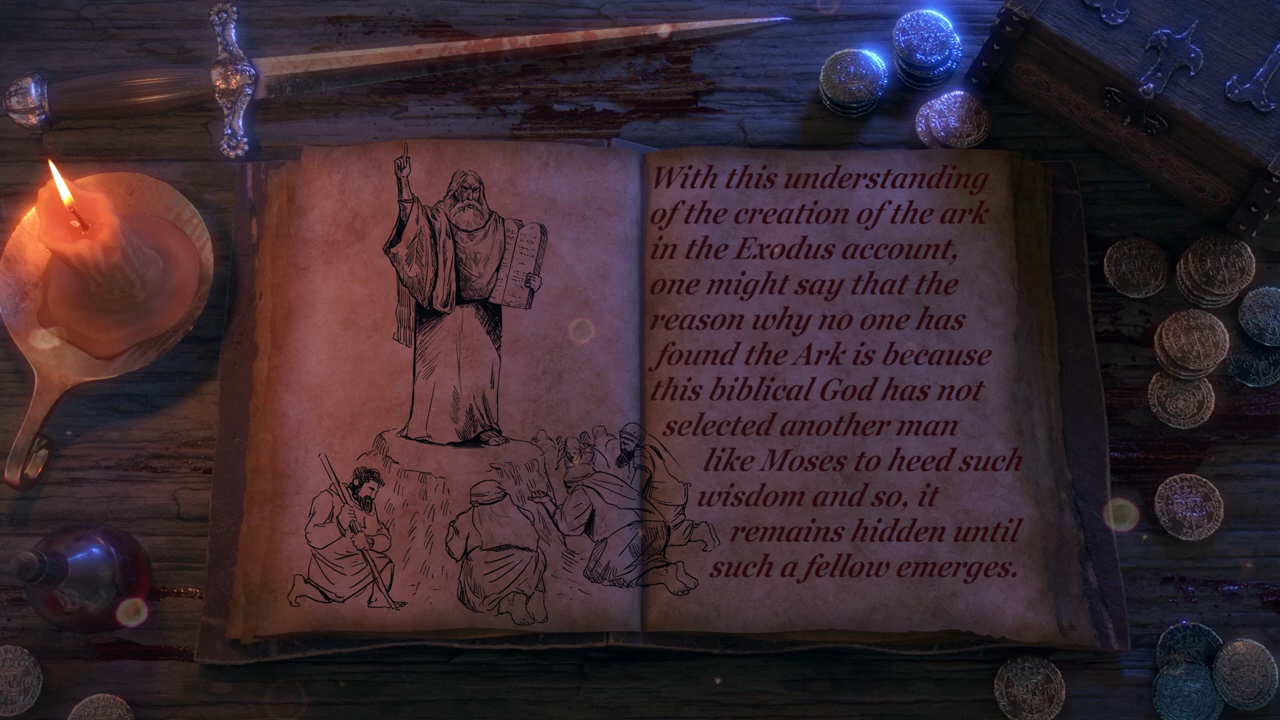 With this understanding
of the creation of the ark
in the Exodus account,
one might say that the
reason why no one has
found the Ark is because
this biblical God has not
selected another man
like Moses to heed such
wisdom and so, it
remains hidden until
such a fellow emerges.